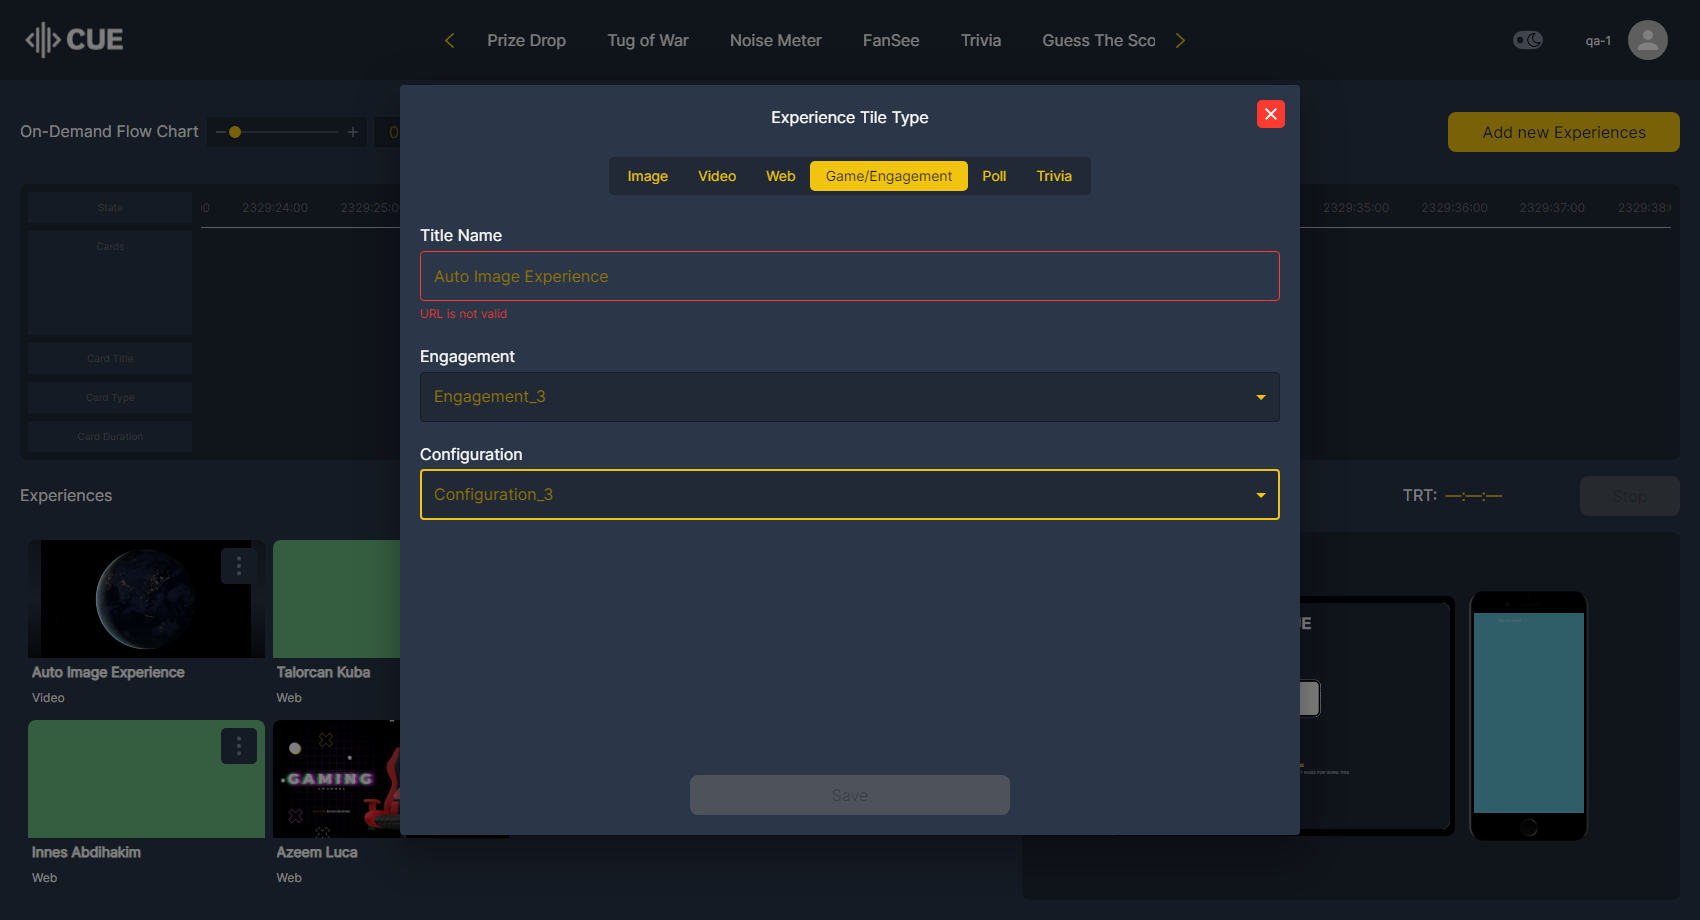 CUE
Prize Drop
Tug of War
Noise Meter
FanSee
Trivia
Guess The Sco
qa-1
On-Demand Flow Chart
0
Add new Experiences
Experience Tile Type
Image
Video
Web
Game/Engagement
Poll
Trivia
State
00
2329:24:00
2329:25:00
2329:35:00
2329:36:00
2329:37:00
2329:38:
Cards
Card Title
Card Type
Card Duration
Title Name
Auto Image Experience
URL is not valid
Engagement
Engagement_3
Configuration
Configuration_3
Save
Experiences
TRT: —:—:—
Stop
Auto Image Experience
Video
Talorcan Kuba
Web
GAMING
Innes Abdihakim
Web
Azeem Luca
Web
UE